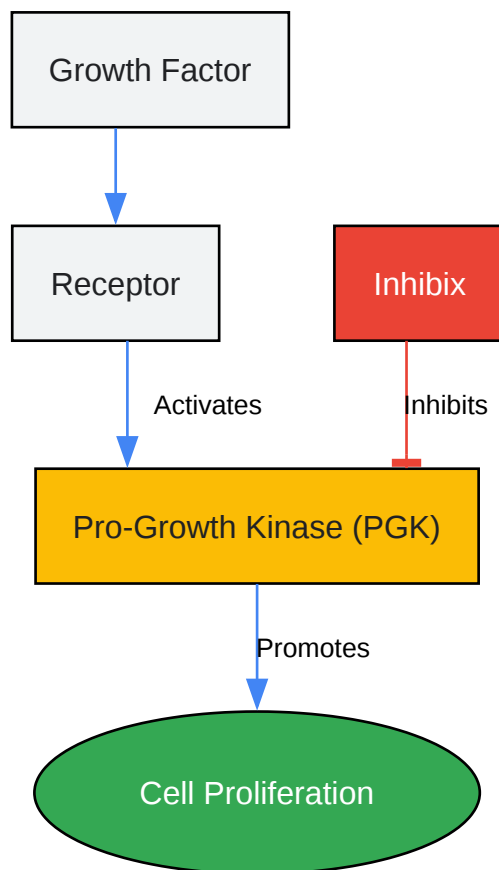 Growth Factor
Receptor
Inhibix
Activates
Inhibits
Pro-Growth Kinase (PGK)
Promotes
Cell Proliferation